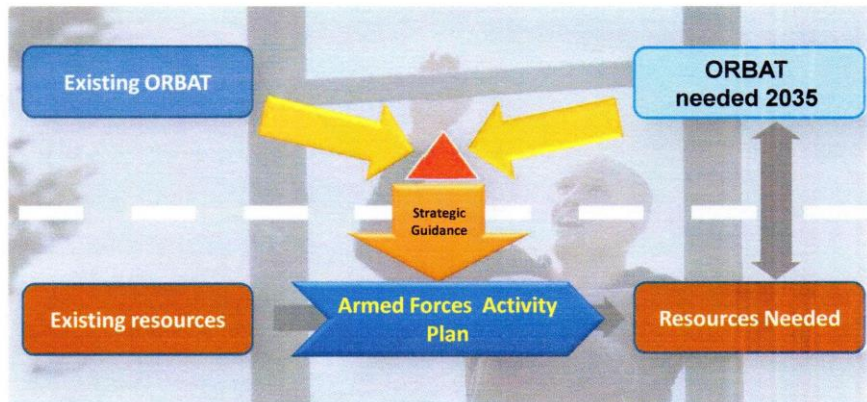 Existing ORBAT
ORBAT
needed 2035
Strategic
Guidance
Existing resources
Armed Forces Activity
Plan
Resources Needed